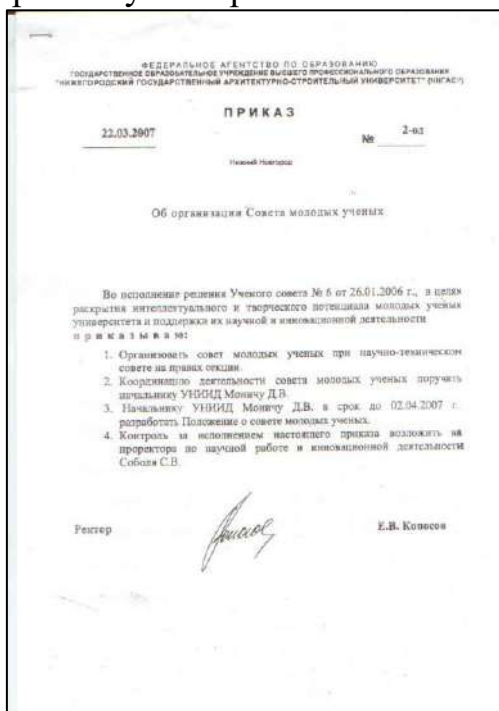 ФЕДЕРАЛЬНОЕ АГЕНТСТВО ПО ОБРАЗОВАНИЮ
ГОСУДАРСТВЕННОЕ ОБРАЗОВАТЕЛЬНОЕ УЧРЕЖДЕНИЕ ВЫСШЕГО ПРОФЕССИОНАЛЬНОГО ОБРАЗОВАНИЯ
"НИЖЕГОРОДСКИЙ ГОСУДАРСТВЕННЫЙ АРХИТЕКТУРНО-СТРОИТЕЛЬНЫЙ УНИВЕРСИТЕТ" (ННГАСУ)
ПРИКАЗ
22.03.2007 № 2-од
Нижний Новгород
Об организации Совета молодых ученых
Во исполнение решения Ученого совета № 6 от 26.01.2006 г., в целях
раскрытия интеллектуального и творческого потенциала молодых ученых
университета и поддержки их научной и инновационной деятельности
п р и к а з ы в а ю:
1. Организовать совет молодых ученых при научно-техническом
совете на правах секции.
2. Координацию деятельности совета молодых ученых поручить
начальнику УНИИД Моничу Д.В.
3. Начальнику УНИИД Моничу Д.В. в срок до 02.04.2007 г.
разработать Положение о совете молодых ученых.
4. Контроль за исполнением настоящего приказа возложить на
проректора по научной работе и инновационной деятельности
Соболя С.В.
Ректор Е.В. Копосов